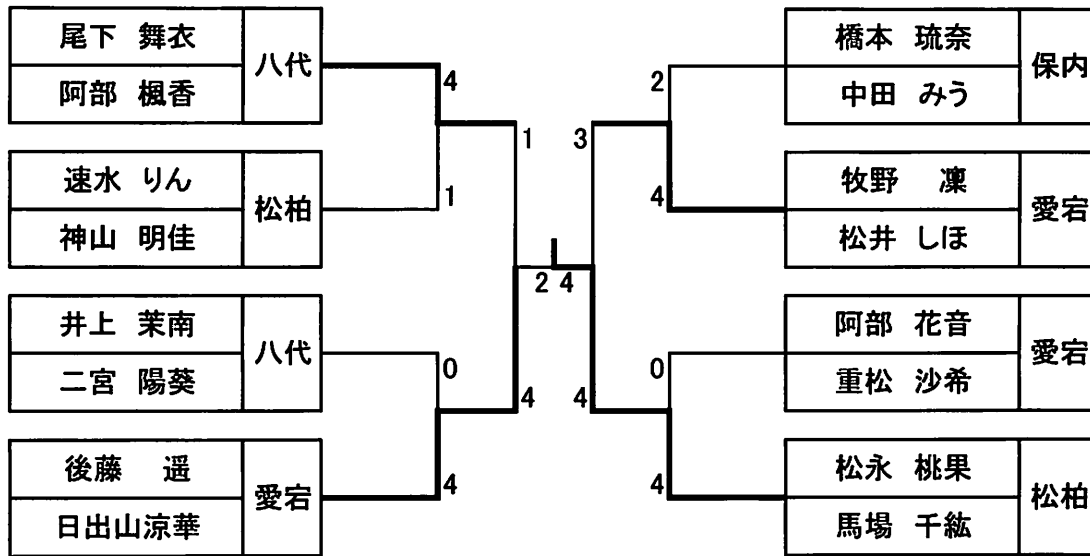 尾下 舞衣
阿部 楓香
八代
4
速水 りん
神山 明佳
松柏
1
1
井上 茉南
二宮 陽葵
八代
0
後藤 遥
日出山涼華
愛宕
4
4
2
4
橋本 琉奈
中田 みう
保内
2
3
牧野 凜
松井 しほ
愛宕
4
阿部 花音
重松 沙希
愛宕
0
4
松永 桃果
馬場 千紘
松柏
4